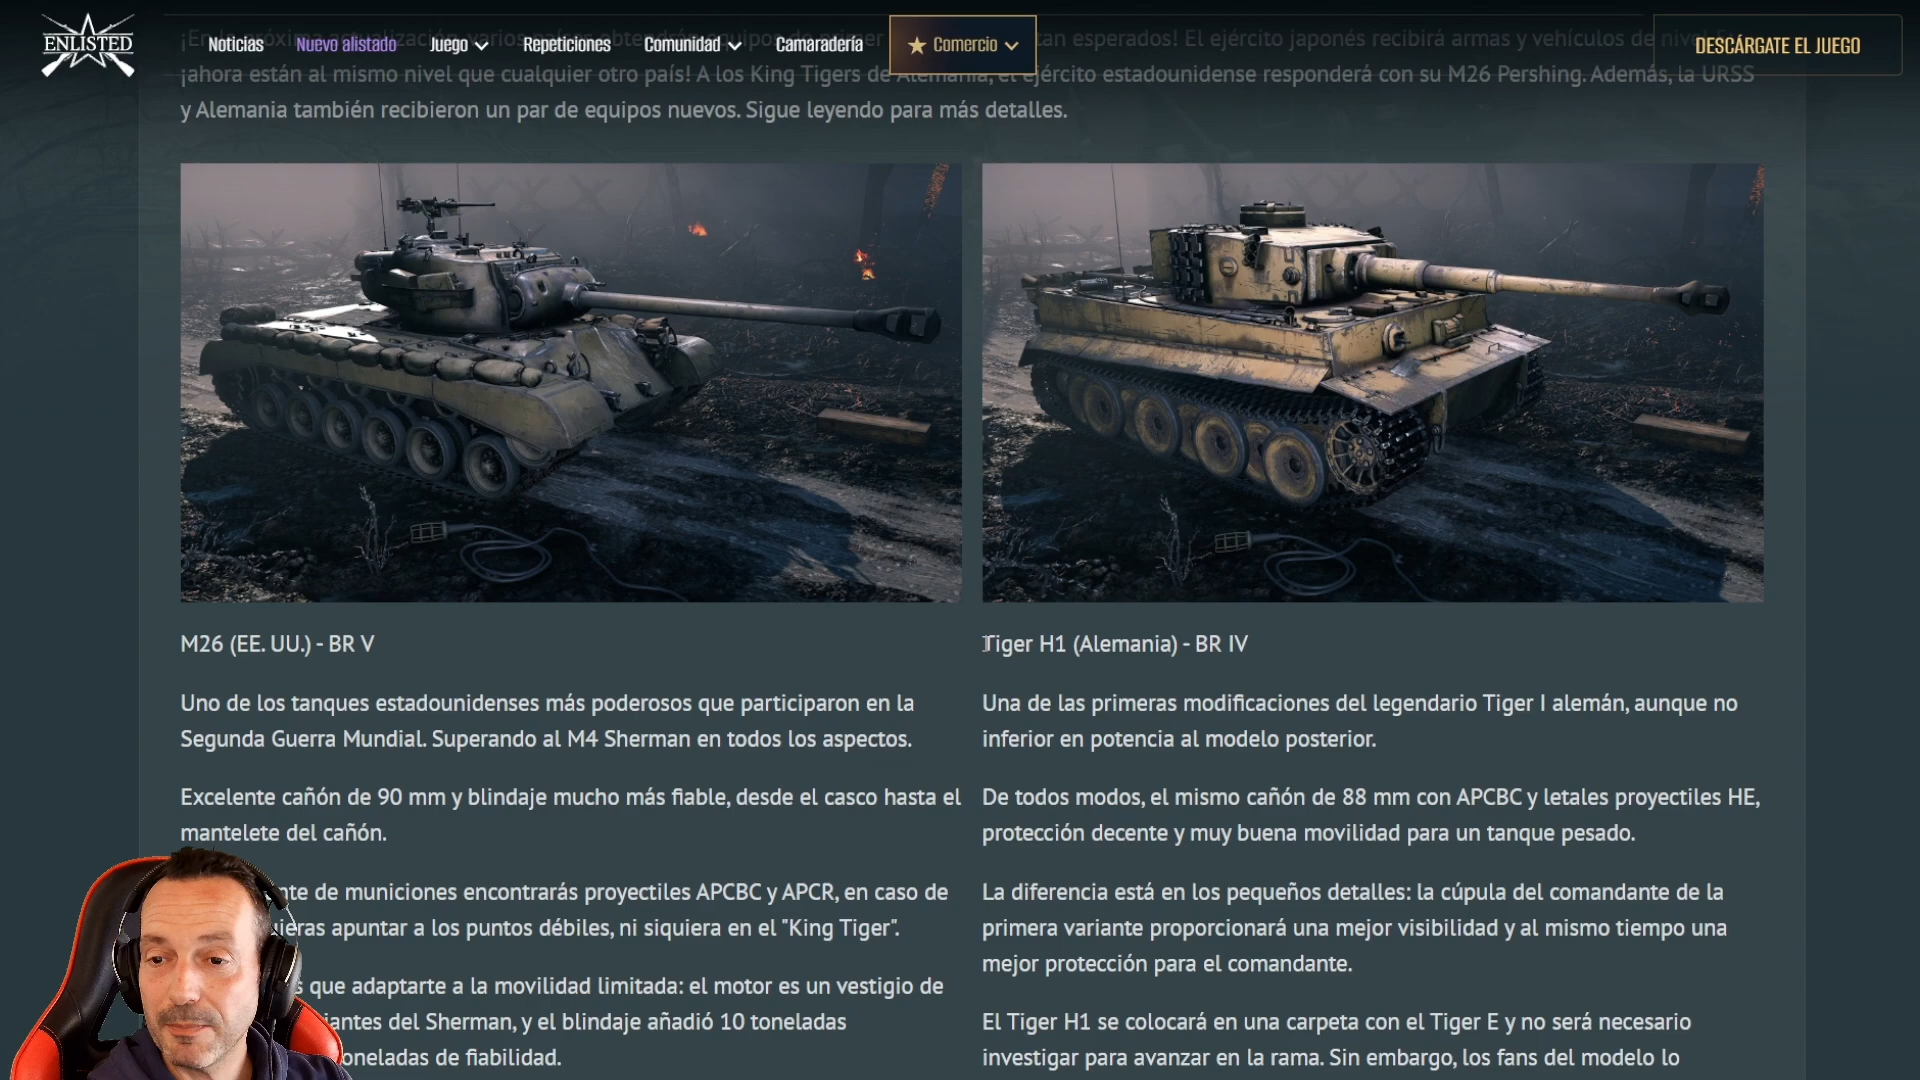 ENLISTED
Noticias
Nuevo alistado
Juego
Repeticiones
Comunidad
Camaradería
Comercio
DESCÁRGATE EL JUEGO
tan esperados! El ejército japonés recibirá armas y vehículos de
¡ahora están al mismo nivel que cualquier otro país! A los King Tigers de Alemania, el ejército estadounidense responderá con su M26 Pershing. Además, la URSS
y Alemania también recibieron un par de equipos nuevos. Sigue leyendo para más detalles.
M26 (EE. UU.) - BR V
Uno de los tanques estadounidenses más poderosos que participaron en la
Segunda Guerra Mundial. Superando al M4 Sherman en todos los aspectos.
Excelente cañón de 90 mm y blindaje mucho más fiable, desde el casco hasta el
mantelete del cañón.
de municiones encontrarás proyectiles APCBC y APCR, en caso de
apuntar a los puntos débiles, ni siquiera en el "King Tiger".
que adaptarte a la movilidad limitada: el motor es un vestigio de
del Sherman, y el blindaje añadió 10 toneladas
toneladas de fiabilidad.
Tiger H1 (Alemania) - BR IV
Una de las primeras modificaciones del legendario Tiger I alemán, aunque no
inferior en potencia al modelo posterior.
De todos modos, el mismo cañón de 88 mm con APCBC y letales proyectiles HE,
protección decente y muy buena movilidad para un tanque pesado.
La diferencia está en los pequeños detalles: la cúpula del comandante de la
primera variante proporcionará una mejor visibilidad y al mismo tiempo una
mejor protección para el comandante.
El Tiger H1 se colocará en una carpeta con el Tiger E y no será necesario
investigar para avanzar en la rama. Sin embargo, los fans del modelo lo